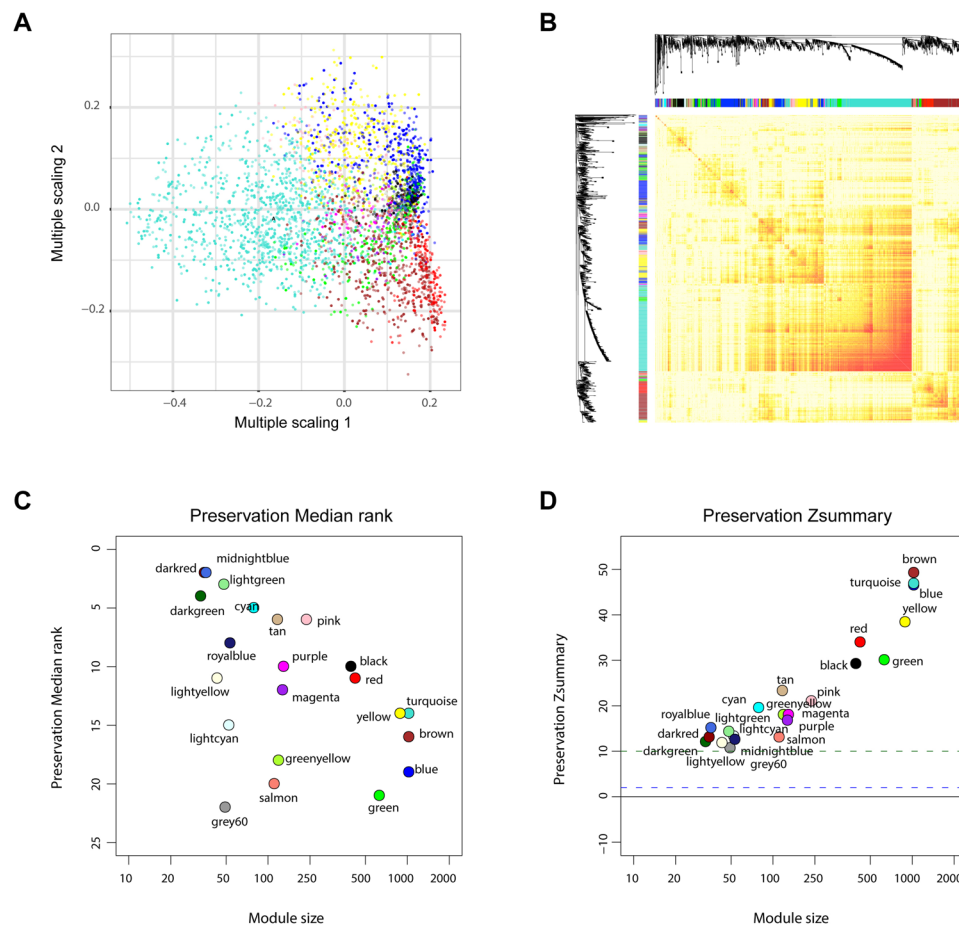 A
B
0.2
0.0
−0.2
−0.4
−0.2
0.0
0.2
Multiple scaling 2
Multiple scaling 1
C
D
Preservation Median rank
Preservation Zsummary
Preservation Median rank
0
5
10
15
20
25
darkred
midnightblue
lightgreen
darkgreen
cyan
tan
pink
royalblue
purple
black
lightyellow
magenta
red
lightcyan
yellow
turquoise
brown
greenyellow
blue
salmon
green
grey60
10
20
50
100
200
500
1000
2000
Module size
Preservation Zsummary
50
40
30
20
10
0
−10
brown
turquoise
blue
yellow
red
black
green
tan
pink
cyan
greenyellow
royalblue
lightgreen
magenta
darkred
lightcyan
purple
darkgreen
salmon
lightyellow
midnightblue
grey60
10
20
50
100
200
500
1000
2000
Module size